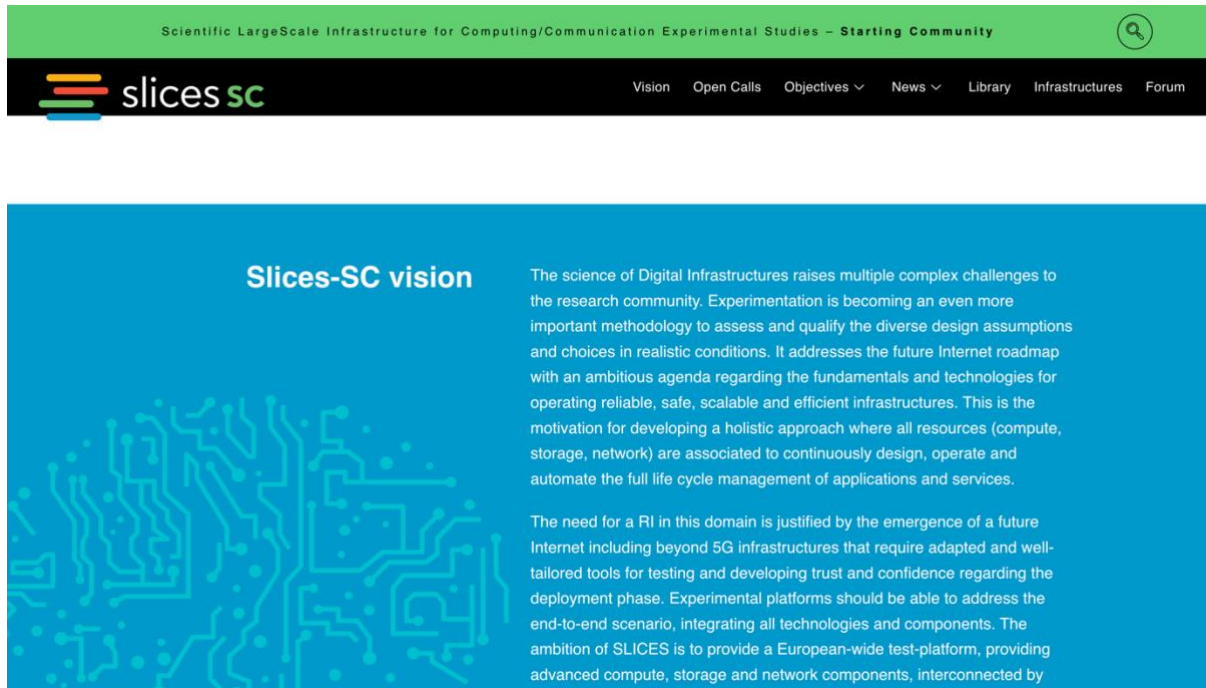 Scientific LargeScale Infrastructure for Computing/Communication Experimental Studies – Starting Community
slices sc
Vision Open Calls Objectives News Library Infrastructures Forum
Slices-SC vision
The science of Digital Infrastructures raises multiple complex challenges to
the research community. Experimentation is becoming an even more
important methodology to assess and qualify the diverse design assumptions
and choices in realistic conditions. It addresses the future Internet roadmap
with an ambitious agenda regarding the fundamentals and technologies for
operating reliable, safe, scalable and efficient infrastructures. This is the
motivation for developing a holistic approach where all resources (compute,
storage, network) are associated to continuously design, operate and
automate the full life cycle management of applications and services.
The need for a RI in this domain is justified by the emergence of a future
Internet including beyond 5G infrastructures that require adapted and well-
tailored tools for testing and developing trust and confidence regarding the
deployment phase. Experimental platforms should be able to address the
end-to-end scenario, integrating all technologies and components. The
ambition of SLICES is to provide a European-wide test-platform, providing
advanced compute, storage and network components, interconnected by